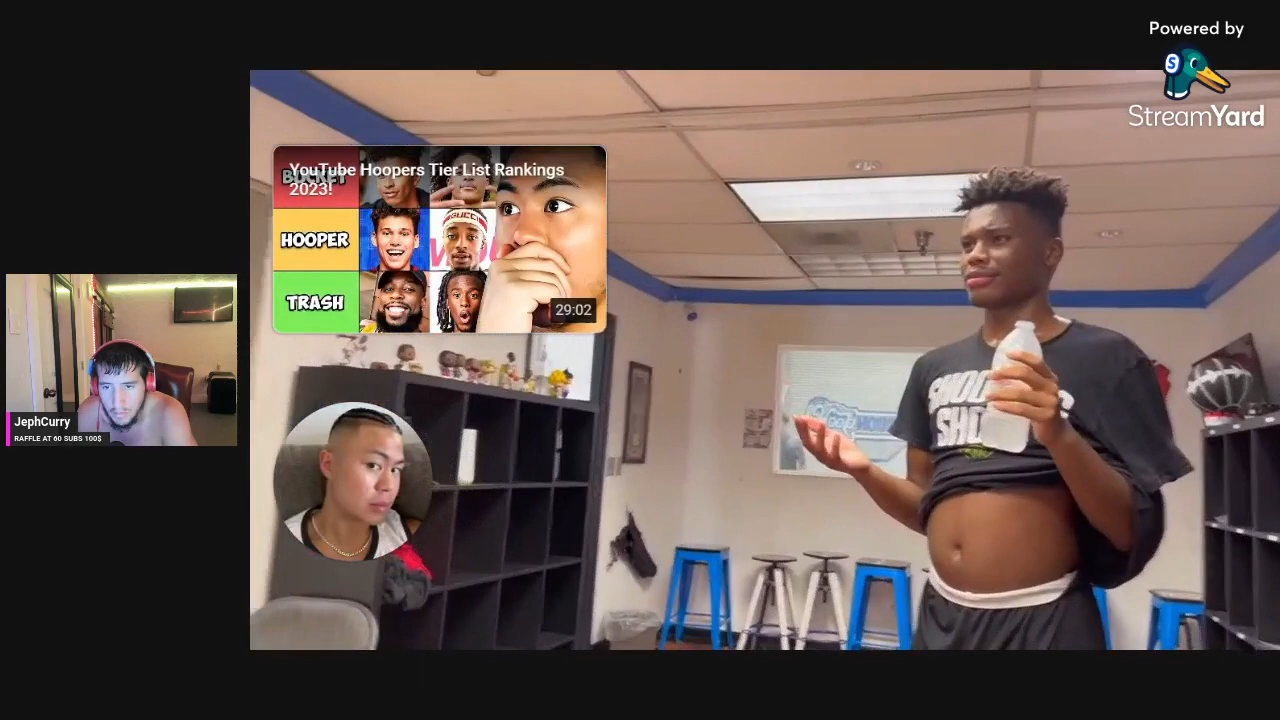 Powered by
S
StreamYard
YouTube Hoopers Tier List Rankings
2023!
HOOPER
GUCCI
TRASH
29:02
JephCurry
RAFFLE AT 60 SUBS 100$